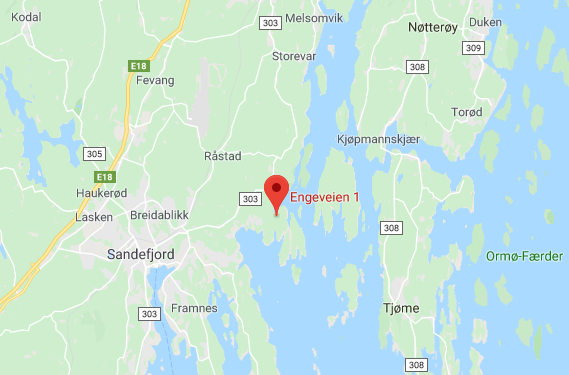 Kodal
303
Melsomvik
Nøtterøy
Duken
309
Storevar
E18
308
Fevang
Torød
Kjøpmannskjær
305
Råstad
E18
Haukerød
303
Engeveien 1
Lasken
Breidablikk
308
Sandefjord
Ormø-Færder
303
Framnes
Tjøme
308